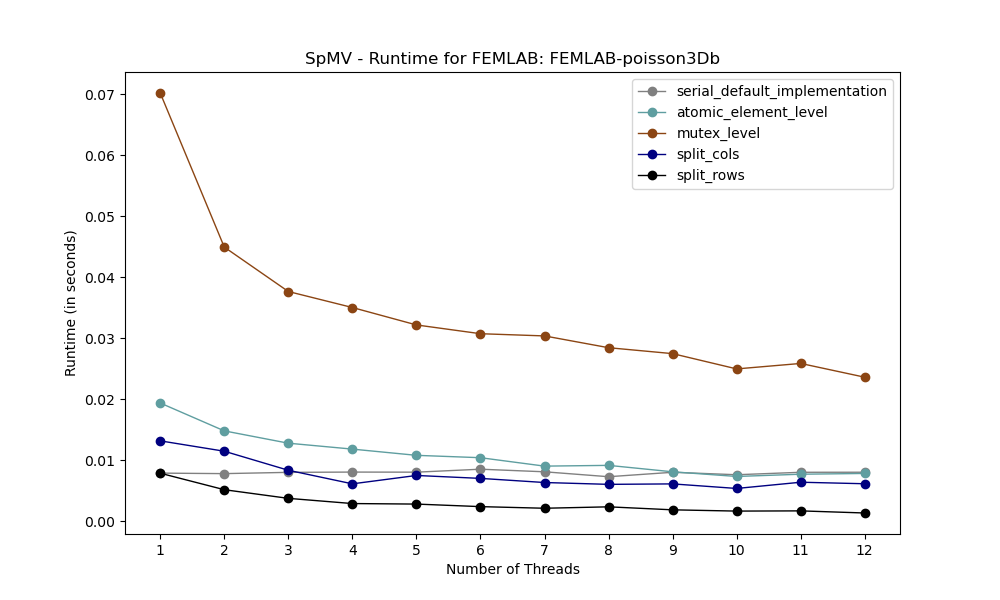 SpMV - Runtime for FEMLAB: FEMLAB-poisson3Db
serial_default_implementation
atomic_element_level
mutex_level
split_cols
split_rows
Runtime (in seconds)
0.07
0.06
0.05
0.04
0.03
0.02
0.01
0.00
1 2 3 4 5 6 7 8 9 10 11 12
Number of Threads